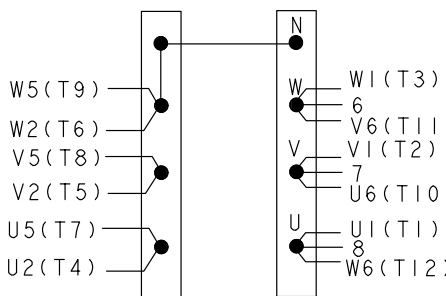 N
W5(T9)
W2(T6)
V5(T8)
V2(T5)
U5(T7)
U2(T4)
W
W1(T3)
6
V6(T11
V
V1(T2)
7
U6(T10
U
U1(T1)
8
W6(T12)